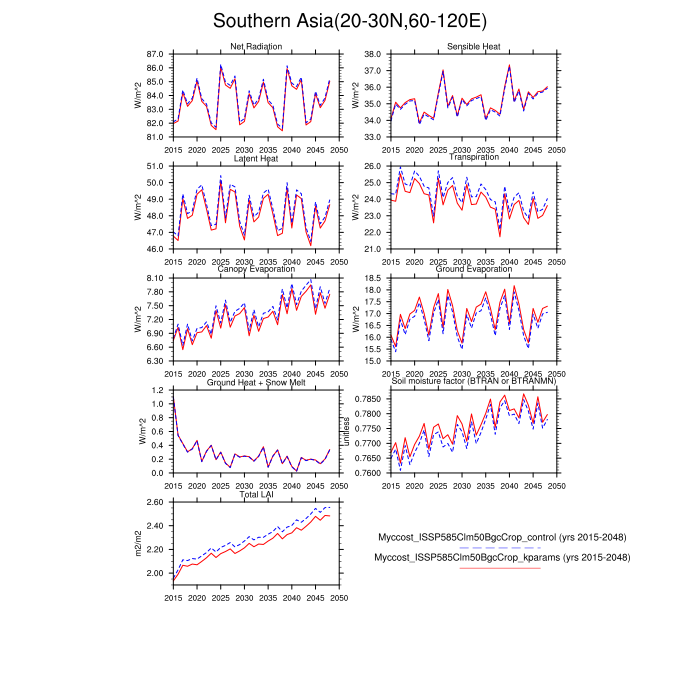 Southern Asia(20-30N,60-120E)
Net Radiation
W/m^2
87.0
86.0
85.0
84.0
83.0
82.0
81.0
2015 2020 2025 2030 2035 2040 2045 2050
Sensible Heat
W/m^2
38.0
37.0
36.0
35.0
34.0
33.0
2015 2020 2025 2030 2035 2040 2045 2050
Latent Heat
W/m^2
51.0
50.0
49.0
48.0
47.0
46.0
2015 2020 2025 2030 2035 2040 2045 2050
Transpiration
W/m^2
26.0
25.0
24.0
23.0
22.0
21.0
2015 2020 2025 2030 2035 2040 2045 2050
Canopy Evaporation
W/m^2
8.10
7.80
7.50
7.20
6.90
6.60
6.30
2015 2020 2025 2030 2035 2040 2045 2050
Ground Evaporation
W/m^2
18.5
18.0
17.5
17.0
16.5
16.0
15.5
15.0
2015 2020 2025 2030 2035 2040 2045 2050
Ground Heat + Snow Melt
W/m^2
1.2
1.0
0.8
0.6
0.4
0.2
0.0
2015 2020 2025 2030 2035 2040 2045 2050
Soil moisture factor (BTRAN or BTRANMN)
unitless
0.7850
0.7800
0.7750
0.7700
0.7650
0.7600
2015 2020 2025 2030 2035 2040 2045 2050
Total LAI
m2/m2
2.60
2.40
2.20
2.00
2015 2020 2025 2030 2035 2040 2045 2050
Myccost_ISSP585Clm50BgcCrop_control (yrs 2015-2048)
Myccost_ISSP585Clm50BgcCrop_kparams (yrs 2015-2048)